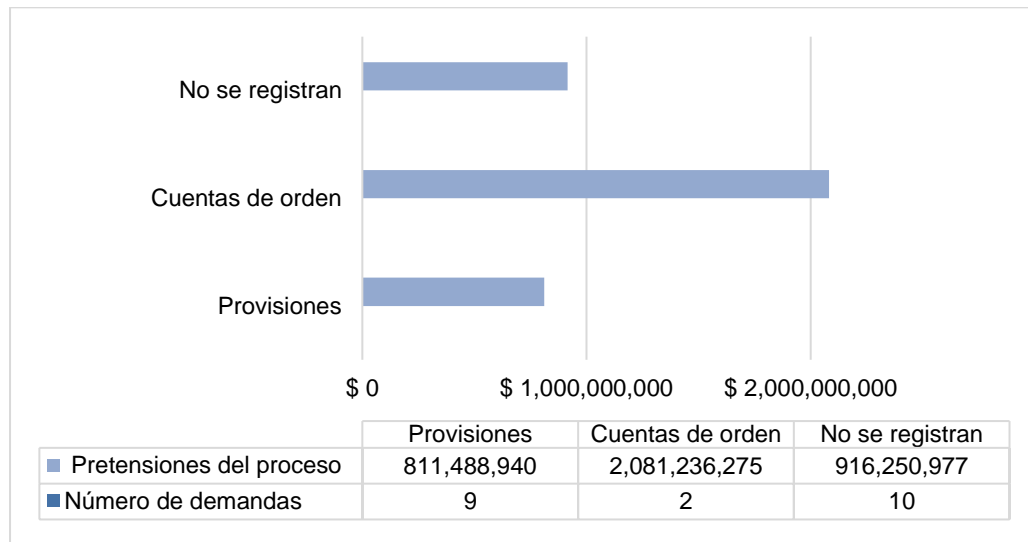 No se registran
Cuentas de orden
Provisiones
$ 0 $ 1,000,000,000 $ 2,000,000,000
Provisiones Cuentas de orden No se registran
Pretensiones del proceso 811,488,940 2,081,236,275 916,250,977
Número de demandas 9 2 10